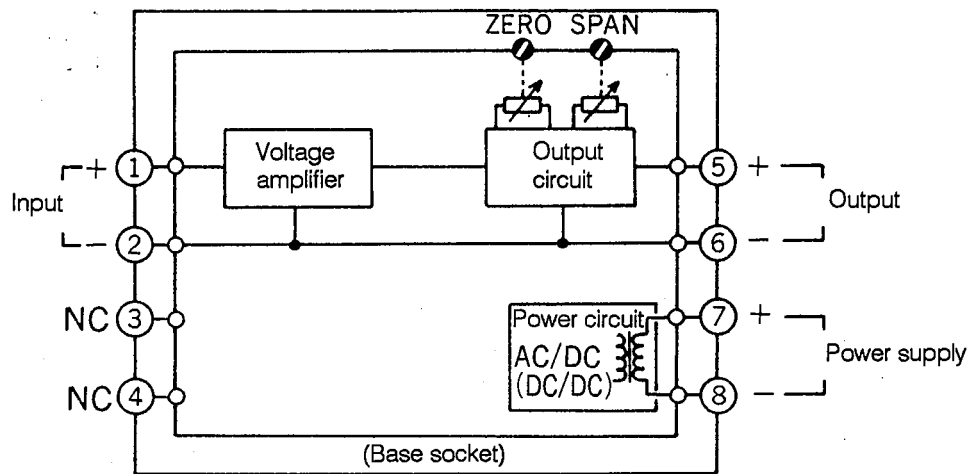 ZERO SPAN
Voltage
amplifier
Output
circuit
Input
+ 1
- 2
NC 3
NC 4
5 +
6 -
Output
Power circuit
AC/DC
(DC/DC)
7 +
8 -
Power supply
(Base socket)